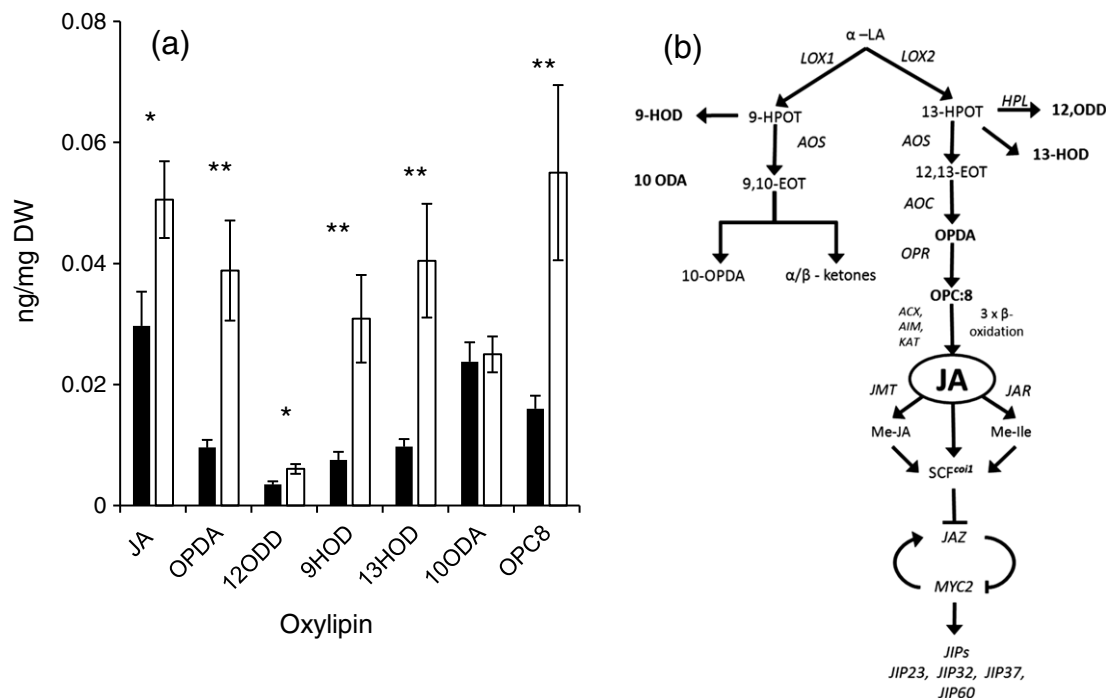 (a)
0.08
0.06
0.04
0.02
0
ng/mg DW
*
**
*
**
**
**
JA
OPDA
12ODD
9HOD
13HOD
10ODA
OPC8
Oxylipin
(b)
α –LA
LOX1
LOX2
9-HOD
9-HPOT
13-HPOT
HPL
12,ODD
AOS
AOS
13-HOD
10 ODA
9,10-EOT
12,13-EOT
AOC
OPDA
10-OPDA
α/β - ketones
OPR
OPC:8
ACX,
AIM,
KAT
3 x β-
oxidation
JA
JMT
JAR
Me-JA
Me-Ile
SCFcoi1
JAZ
MYC2
JIPs
JIP23, JIP32, JIP37,
JIP60